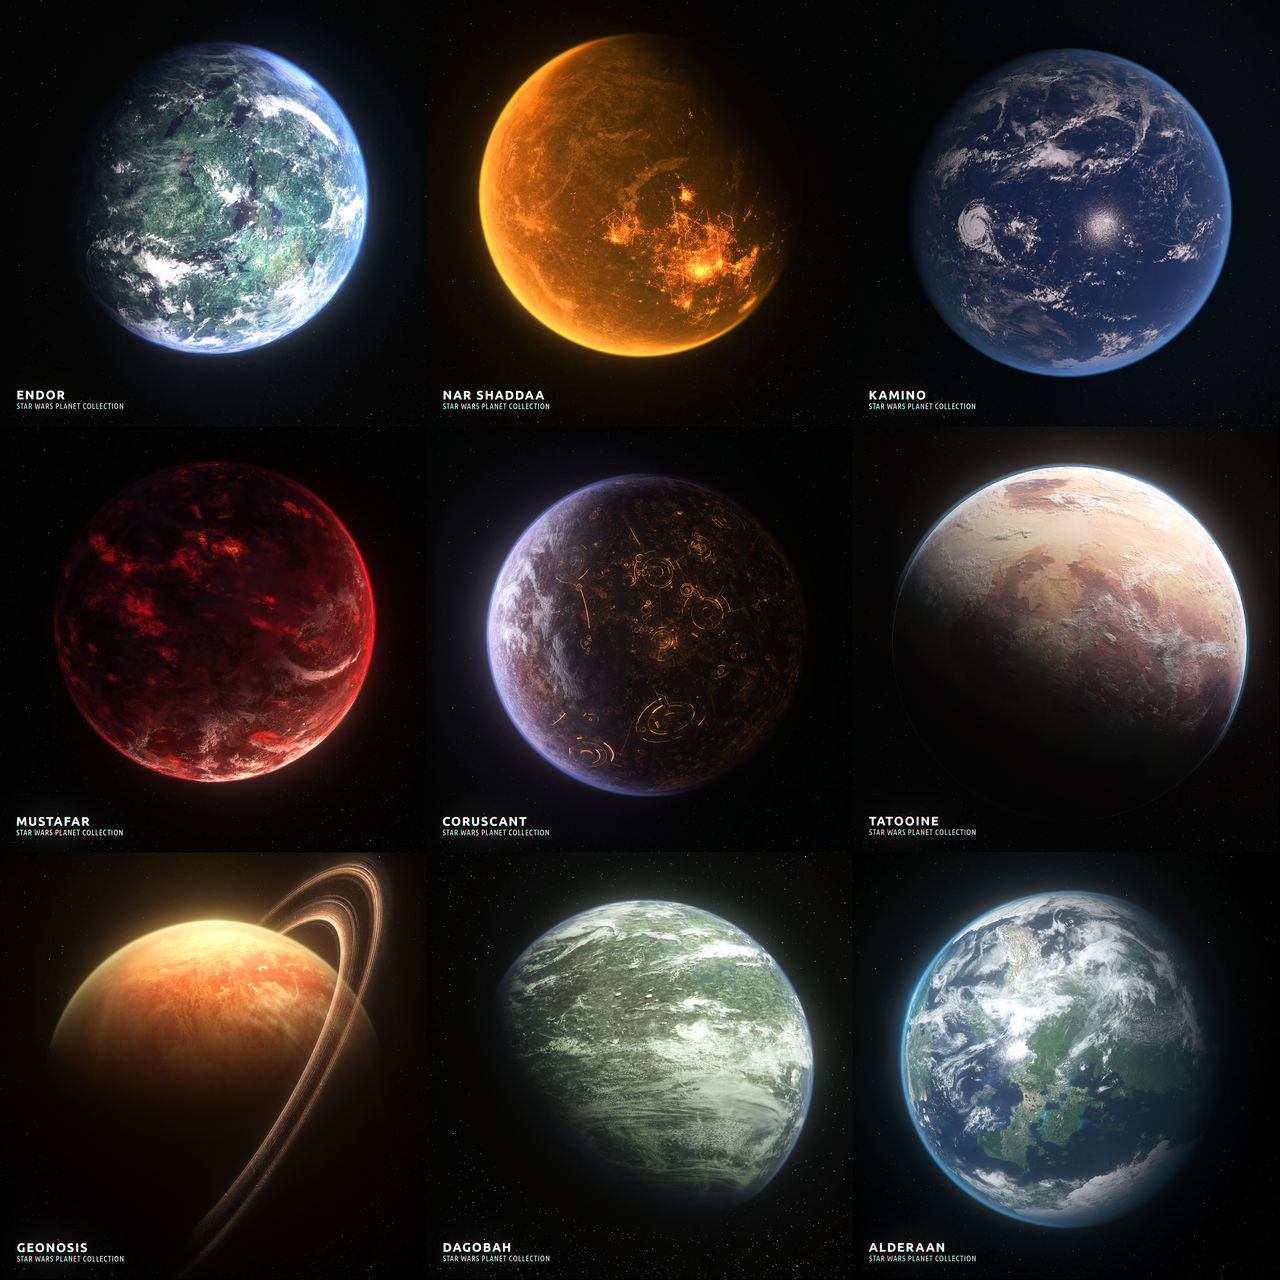 ENDOR
STAR WARS PLANET COLLECTION
NAR SHADDAA
STAR WARS PLANET COLLECTION
KAMINO
STAR WARS PLANET COLLECTION
MUSTAFAR
STAR WARS PLANET COLLECTION
CORUSCANT
STAR WARS PLANET COLLECTION
TATOOINE
STAR WARS PLANET COLLECTION
GEONOSIS
STAR WARS PLANET COLLECTION
DAGOBAH
STAR WARS PLANET COLLECTION
ALDERAAN
STAR WARS PLANET COLLECTION